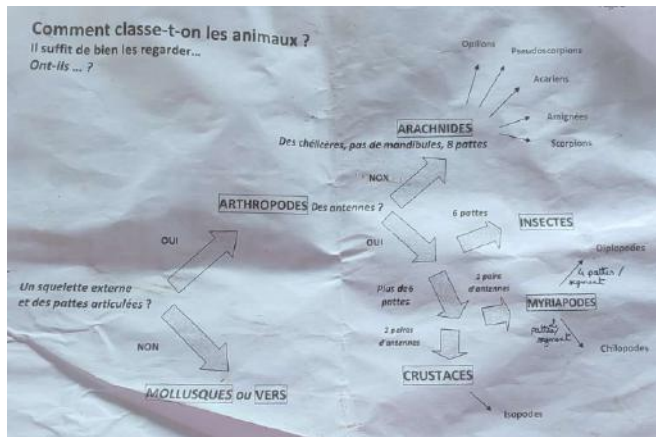 Comment classe-t-on les animaux ?
Il suffit de bien les regarder...
Ont-ils ... ?
Opilions
Pseudoscorpions
Acariens
Araignées
Scorpions
ARACHNIDES
Des chélicères, pas de mandibules, 8 pattes
NON
ARTHROPODES Des antennes ?
OUI
OUI
6 pattes
INSECTES
Un squelette externe
et des pattes articulées ?
Plus de 6
pattes
1 paire
d'antennes
MYRIAPODES
Diplopodes
4 pattes /
segment
pattes/
segment
Chilopodes
NON
2 paires
d'antennes
MOLLUSQUES ou VERS
CRUSTACES
Isopodes